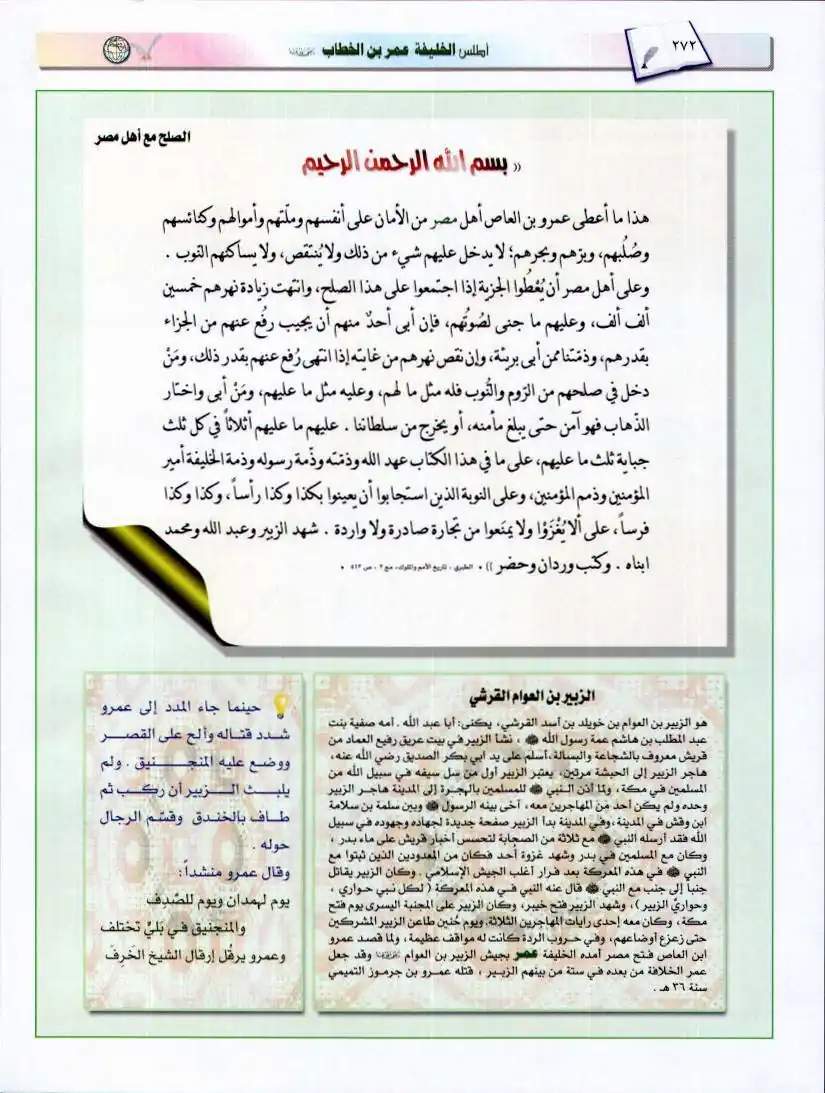 ٢٧٢
أطلس الخليفة عمر بن الخطاب
الصلح مع أهل مصر
« بسم الله الرحمن الرحيم
هذا ما أعطى عمرو بن العاص أهل مصر من الأمان على أنفسهم وملّتهم وأموالهم وكنائسهم
وصُلُبهم، وبرّهم وبحرهم؛ لا يدخل عليهم شيء من ذلك ولا يُنتقص، ولا يساكنهم النوب .
وعلى أهل مصر أن يُعْطُوا الجزية إذا اجتمعوا على هذا الصلح، وانتهت زيادة نهرهم خمسين
ألف ألف، وعليهم ما جنى لصُوتُهم، فإن أبى أحدٌ منهم أن يجيب رفُع عنهم من الجزاء
بقدرهم، وذمّتنا ممن أبى بريئة، وإن نقص نهرهم من غايته إذا انتهى رُفع عنهم بقدر ذلك، ومَنْ
دخل في صلحهم من الرّوم والنُّوب فله مثل ما لهم، وعليه مثل ما عليهم، ومَنْ أبى واختار
الذّهاب فهو آمن حتى يبلغ مأمنه، أو يخرج من سلطاننا . عليهم ما عليهم أثلاثاً في كل ثلث
جباية ثلث ما عليهم، على ما في هذا الكتاب عهد الله وذمّته وذّمة رسوله وذمة الخليفة أمير
المؤمنين وذمم المؤمنين، وعلى النوبة الذين استجابوا أن يعينوا بكذا وكذا رأساً، وكذا وكذا
فرساً، على ألا يُغْزَوْا ولا يمنَعوا من تجارة صادرة ولا واردة . شهد الزبير وعبد الله ومحمد
ابناه . وكتب وردان وحضر )) • الطبري ، تاريخ الأمم والملوك،
الزبير بن العوام القرشي
هو الزبير بن العوام بن خويلد بن أسد القرشي، يكنى: أبا عبد الله . أمه صفية بنت
عبد المطلب بن هاشم عمة رسول الله ﷺ ، نشأ الزبير في بيت عريق رفيع العماد من
قريش معروف بالشجاعة والبسالة،أسلم على يد ابي بكر الصديق رضي الله عنه،
هاجر الزبير إلى الحبشة مرتين، يعتبر الزبير أول من سل سيفه في سبيل الله من
المسلمين في مكة، ولما أذن النبي ﷺ للمسلمين بالهجرة إلى المدينة هاجر الزبير
وحده ولم يكن أحد من المهاجرين معه، آخى بينه الرسول ﷺ وبين سلمة بن سلامة
ابن وقش في المدينة،وفي المدينة بدأ الزبير صفحة جديدة لجهاده وجهوده في سبيل
الله فقد أرسله النبي ﷺ مع ثلاثة من الصحابة لتحسس أخبار قريش على ماء بدر ،
وكان مع المسلمين في بدر وشهد غزوة أحد فكان من المعدودين الذين ثبتوا مع
النبي ﷺ في هذه المعركة بعد فرار أغلب الجيش الإسلامي . وكان الزبير يقاتل
جنباً إلى جنب مع النبي ﷺ قال عنه النبي في هذه المعركة ( لكل نبي حواري ،
وحواريّ الزبير )، وشهد الزبير فتح خيبر، وكان الزبير على المجنبة اليسرى يوم فتح
مكة، وكان معه إحدى رايات المهاجرين الثلاثة، ويوم حُنين طاعن الزبير المشركين
حتى زعزع أوضاعهم، وفي حروب الردة كانت له مواقف عظيمة، ولما قصد عمرو
ابن العاص فتح مصر أمده الخليفة عمر بجيش الزبير بن العوام وقد جعل
عمر الخلافة من بعده في ستة من بينهم الزبير ، قتله عمرو بن جرموز التميمي
سنة ٣٦ هـ .
حينما جاء المدد إلى عمرو
شدد قتاله وألح على القصر
ووضع عليه المنجنيق . ولم
يلبث الزبير أن ركب ثم
طاف بالخندق وقسّم الرجال
حوله .
وقال عمرو منشداً:
يوم لهمدان ويوم للصَّدِف
والمنجنيق في بَليِّ تختلف
وعمرو يرقُل إرقال الشيخ الخَرِفَ